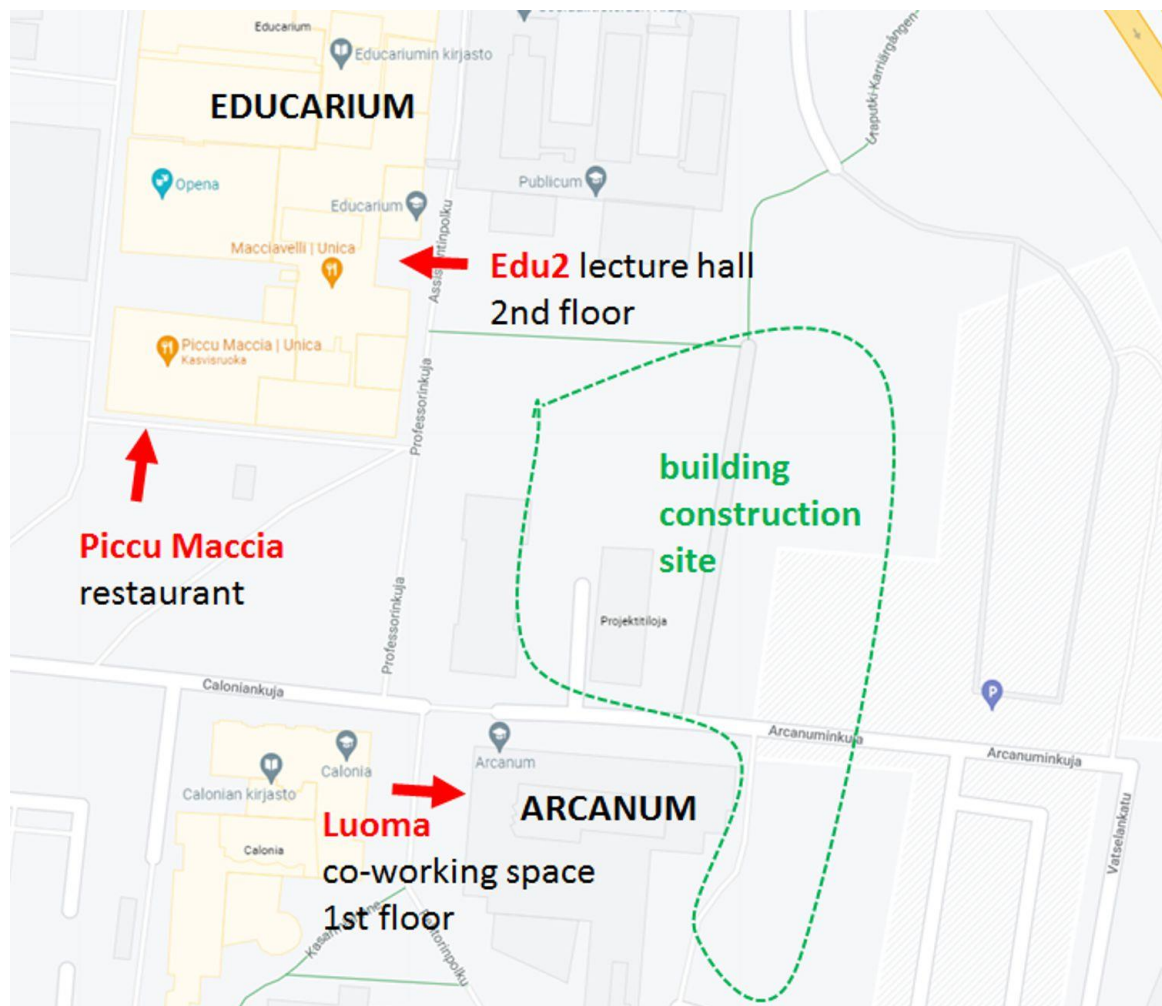 Educarium
Educariumin kirjasto
EDUCARIUM
Opena
Publicum
Educarium
Uraputki-Karriärgången
Assistentinpolku
Macciavelli | Unica
Edu2 lecture hall
2nd floor
Piccu Maccia | Unica
Kasvisruoka
Professorinkuja
building
construction
site
Piccu Maccia
restaurant
Projektitiloja
Professorinkuja
Caloniankuja
Arcanuminkuja
P
Arcanuminkuja
Calonia
Arcanum
Calonian kirjasto
ARCANUM
Luoma
Calonia
co-working space
1st floor
Vatselankatu